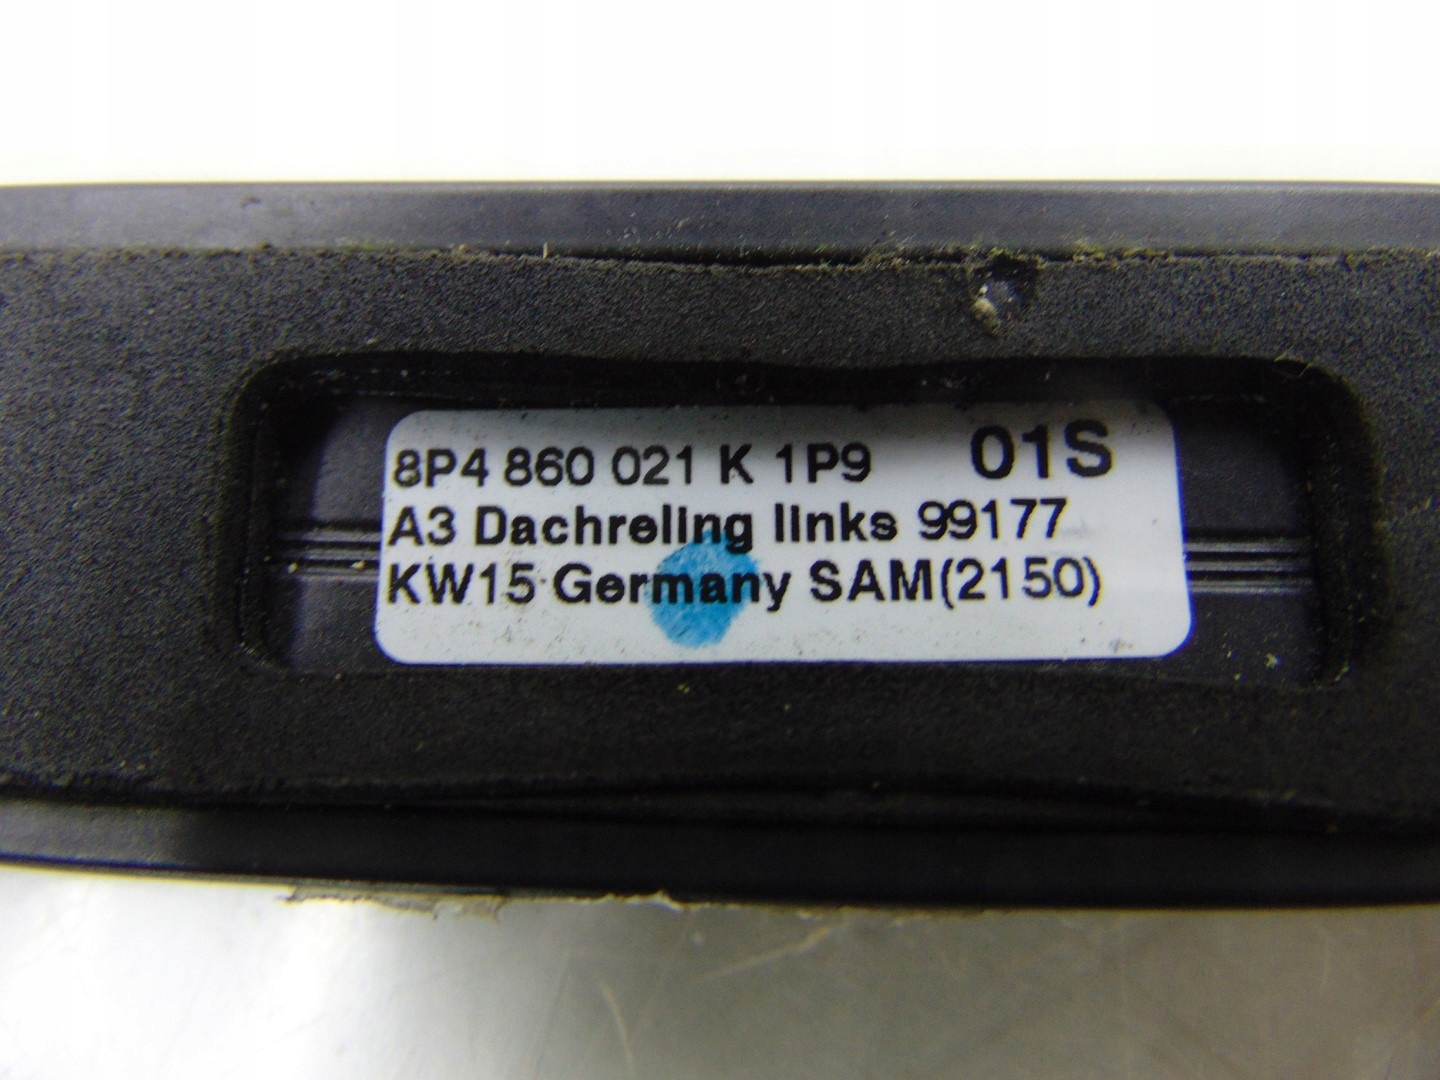 8P4 860 021 K 1P9 01S
A3 Dachreling links 99177
KW15 Germany SAM(2150)